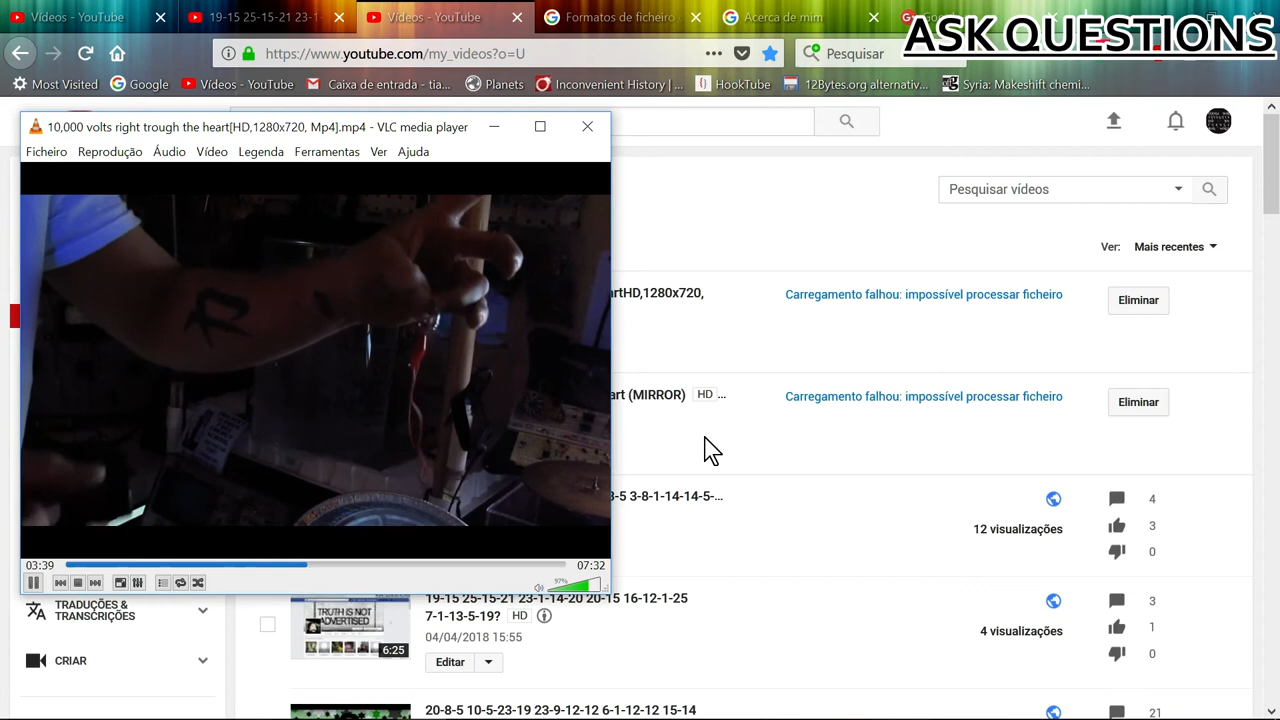 Vídeos - YouTube
19-15 25-15-21 23-1-
Vídeos - YouTube
Formatos de ficheiro
Acerca de mim
ASK QUESTIONS
https://www.youtube.com/my_videos?o=U
Pesquisar
Most Visited
Google
Vídeos - YouTube
Caixa de entrada - tia...
Planets
Inconvenient History | ...
HookTube
12Bytes.org alternativ...
Syria: Makeshift chemi...
10,000 volts right trough the heart[HD,1280x720, Mp4].mp4 - VLC media player
Ficheiro Reprodução Áudio Vídeo Legenda Ferramentas Ver Ajuda
Pesquisar vídeos
Ver: Mais recentes
artHD,1280x720,
Carregamento falhou: impossível processar ficheiro
Eliminar
art (MIRROR) HD ...
Carregamento falhou: impossível processar ficheiro
Eliminar
8-5 3-8-1-14-14-5-...
4
12 visualizações
3
0
03:39
07:32
97%
TRADUÇÕES &
TRANSCRIÇÕES
CRIAR
TRUTH IS NOT
ADVERTISED
6:25
19-15 25-15-21 23-1-14-20 20-15 16-12-1-25
7-1-13-5-19? HD
04/04/2018 15:55
Editar
3
4 visualizações
1
0
20-8-5 10-5-23-19 23-9-12-12 6-1-12-12 15-14
21